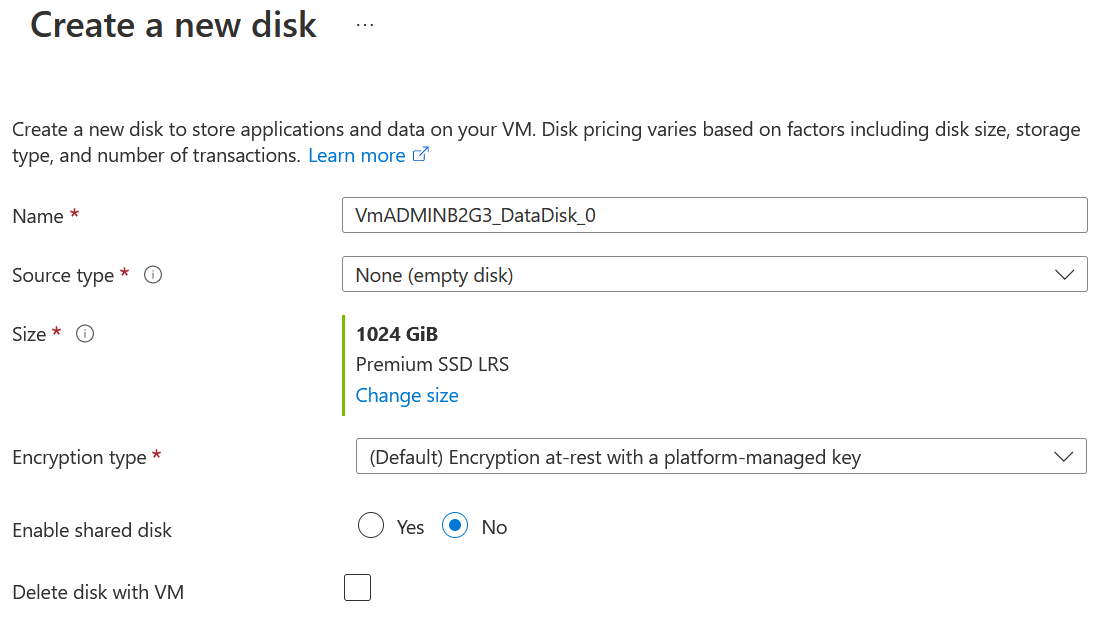 Create a new disk ...
Create a new disk to store applications and data on your VM. Disk pricing varies based on factors including disk size, storage
type, and number of transactions. Learn more
Name * VmADMINB2G3_DataDisk_0
Source type * None (empty disk)
Size * 1024 GiB
Premium SSD LRS
Change size
Encryption type * (Default) Encryption at-rest with a platform-managed key
Enable shared disk Yes No
Delete disk with VM